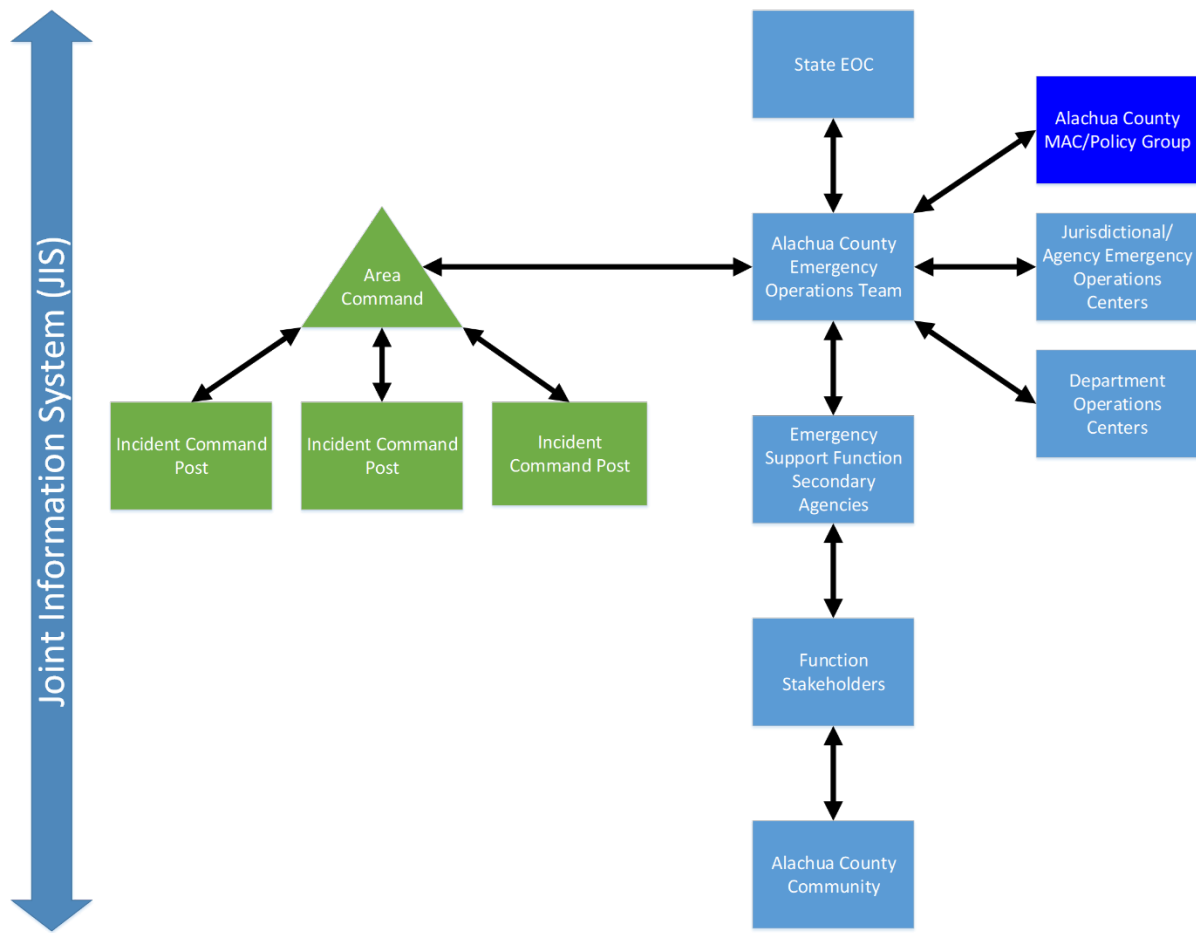 Joint Information System (JIS)
State EOC
Alachua County
MAC/Policy Group
Area
Command
Alachua County
Emergency
Operations Team
Jurisdictional/
Agency Emergency
Operations
Centers
Department
Operations
Centers
Incident Command
Post
Incident Command
Post
Incident
Command Post
Emergency
Support Function
Secondary
Agencies
Function
Stakeholders
Alachua County
Community